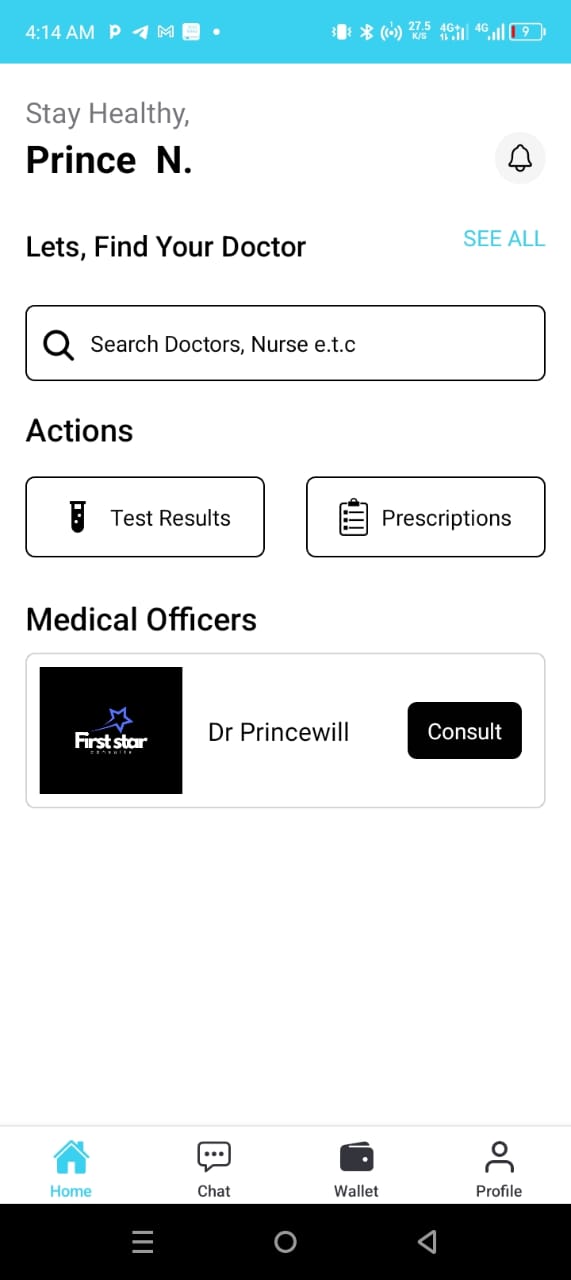 4:14 AM
27.5
K/S
4G+
4G
9
Stay Healthy,
Prince N.
Lets, Find Your Doctor
SEE ALL
Search Doctors, Nurse e.t.c
Actions
Test Results
Prescriptions
Medical Officers
First star
Dr Princewill
Consult
Home
Chat
Wallet
Profile